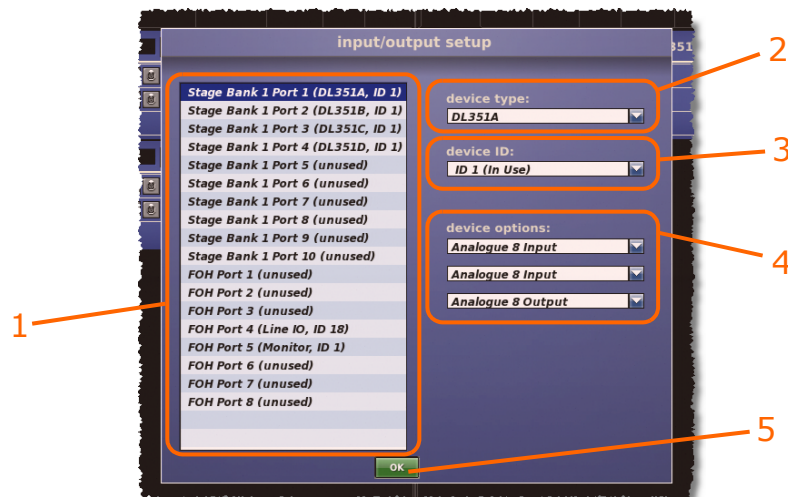 input/output setup
351
Stage Bank 1 Port 1 (DL351A, ID 1)
Stage Bank 1 Port 2 (DL351B, ID 1)
Stage Bank 1 Port 3 (DL351C, ID 1)
Stage Bank 1 Port 4 (DL351D, ID 1)
Stage Bank 1 Port 5 (unused)
Stage Bank 1 Port 6 (unused)
Stage Bank 1 Port 7 (unused)
Stage Bank 1 Port 8 (unused)
Stage Bank 1 Port 9 (unused)
Stage Bank 1 Port 10 (unused)
FOH Port 1 (unused)
FOH Port 2 (unused)
FOH Port 3 (unused)
FOH Port 4 (Line IO, ID 18)
FOH Port 5 (Monitor, ID 1)
FOH Port 6 (unused)
FOH Port 7 (unused)
FOH Port 8 (unused)
device type:
DL351A
device ID:
ID 1 (In Use)
device options:
Analogue 8 Input
Analogue 8 Input
Analogue 8 Output
OK
1
2
3
4
5